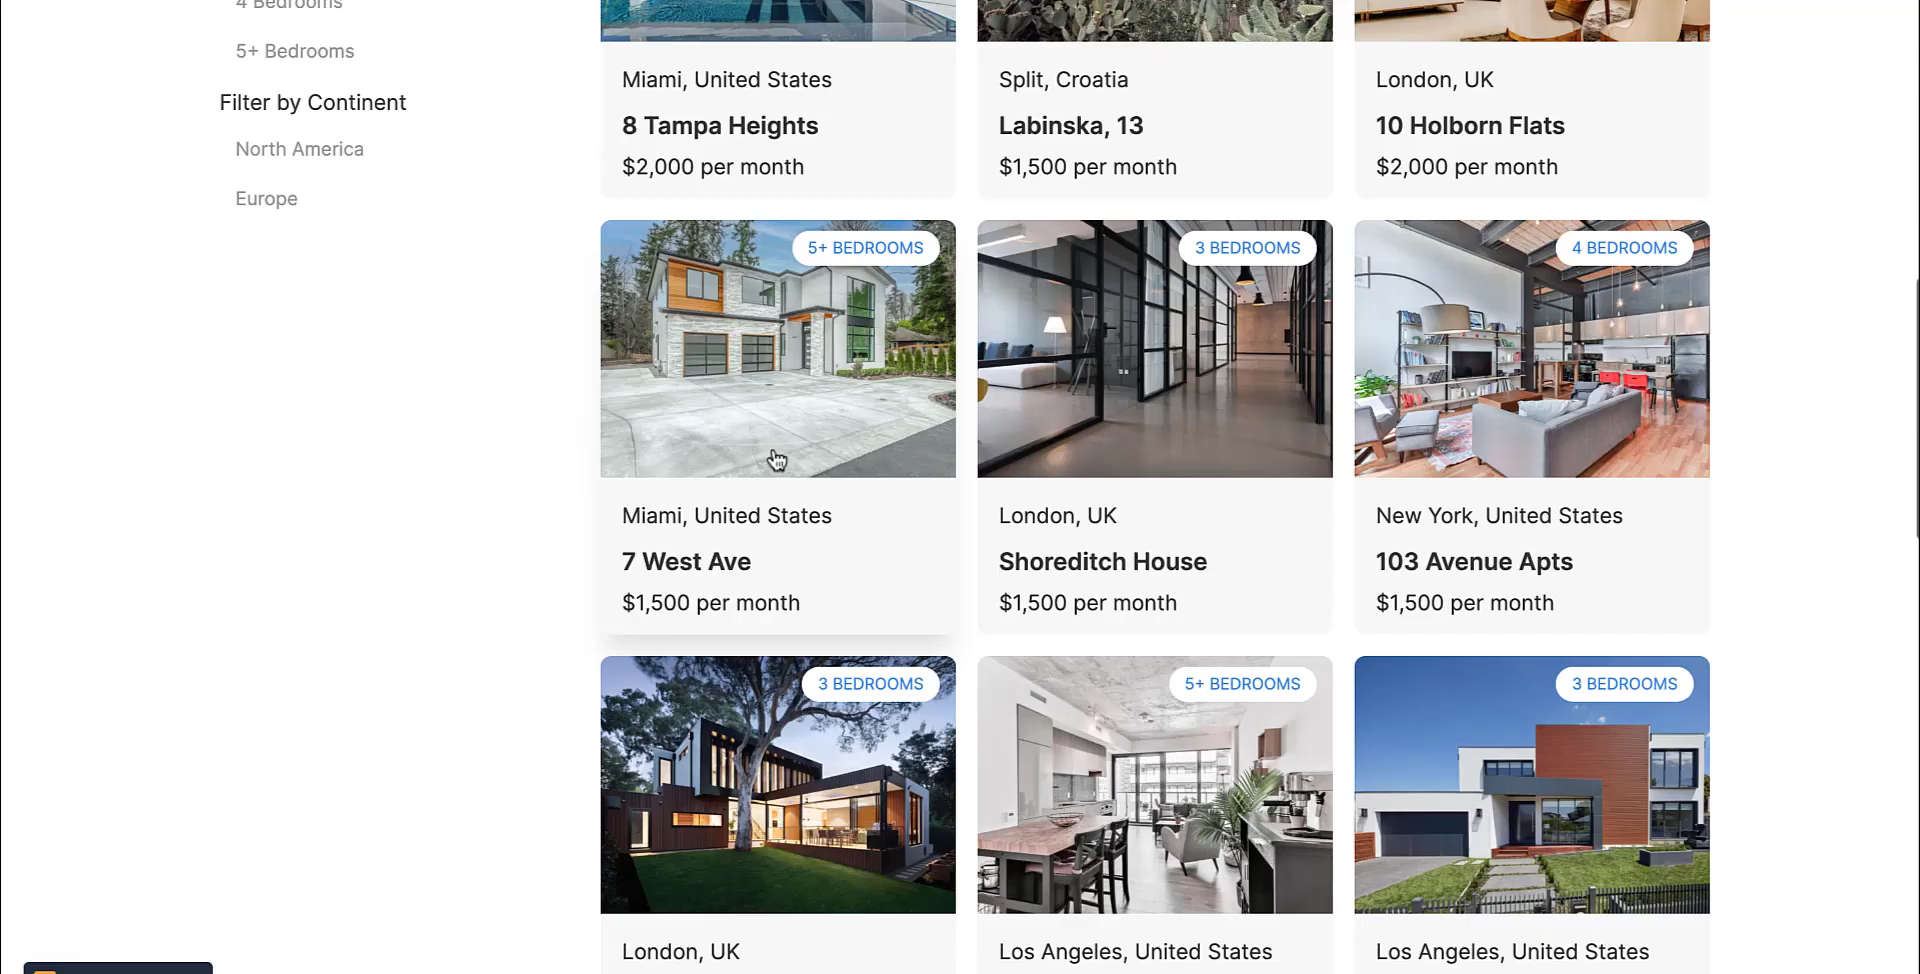 4 Bedrooms
5+ Bedrooms
Filter by Continent
North America
Europe
Miami, United States
8 Tampa Heights
$2,000 per month
Split, Croatia
Labinska, 13
$1,500 per month
London, UK
10 Holborn Flats
$2,000 per month
5+ BEDROOMS
Miami, United States
7 West Ave
$1,500 per month
3 BEDROOMS
London, UK
Shoreditch House
$1,500 per month
4 BEDROOMS
New York, United States
103 Avenue Apts
$1,500 per month
3 BEDROOMS
London, UK
5+ BEDROOMS
Los Angeles, United States
3 BEDROOMS
Los Angeles, United States